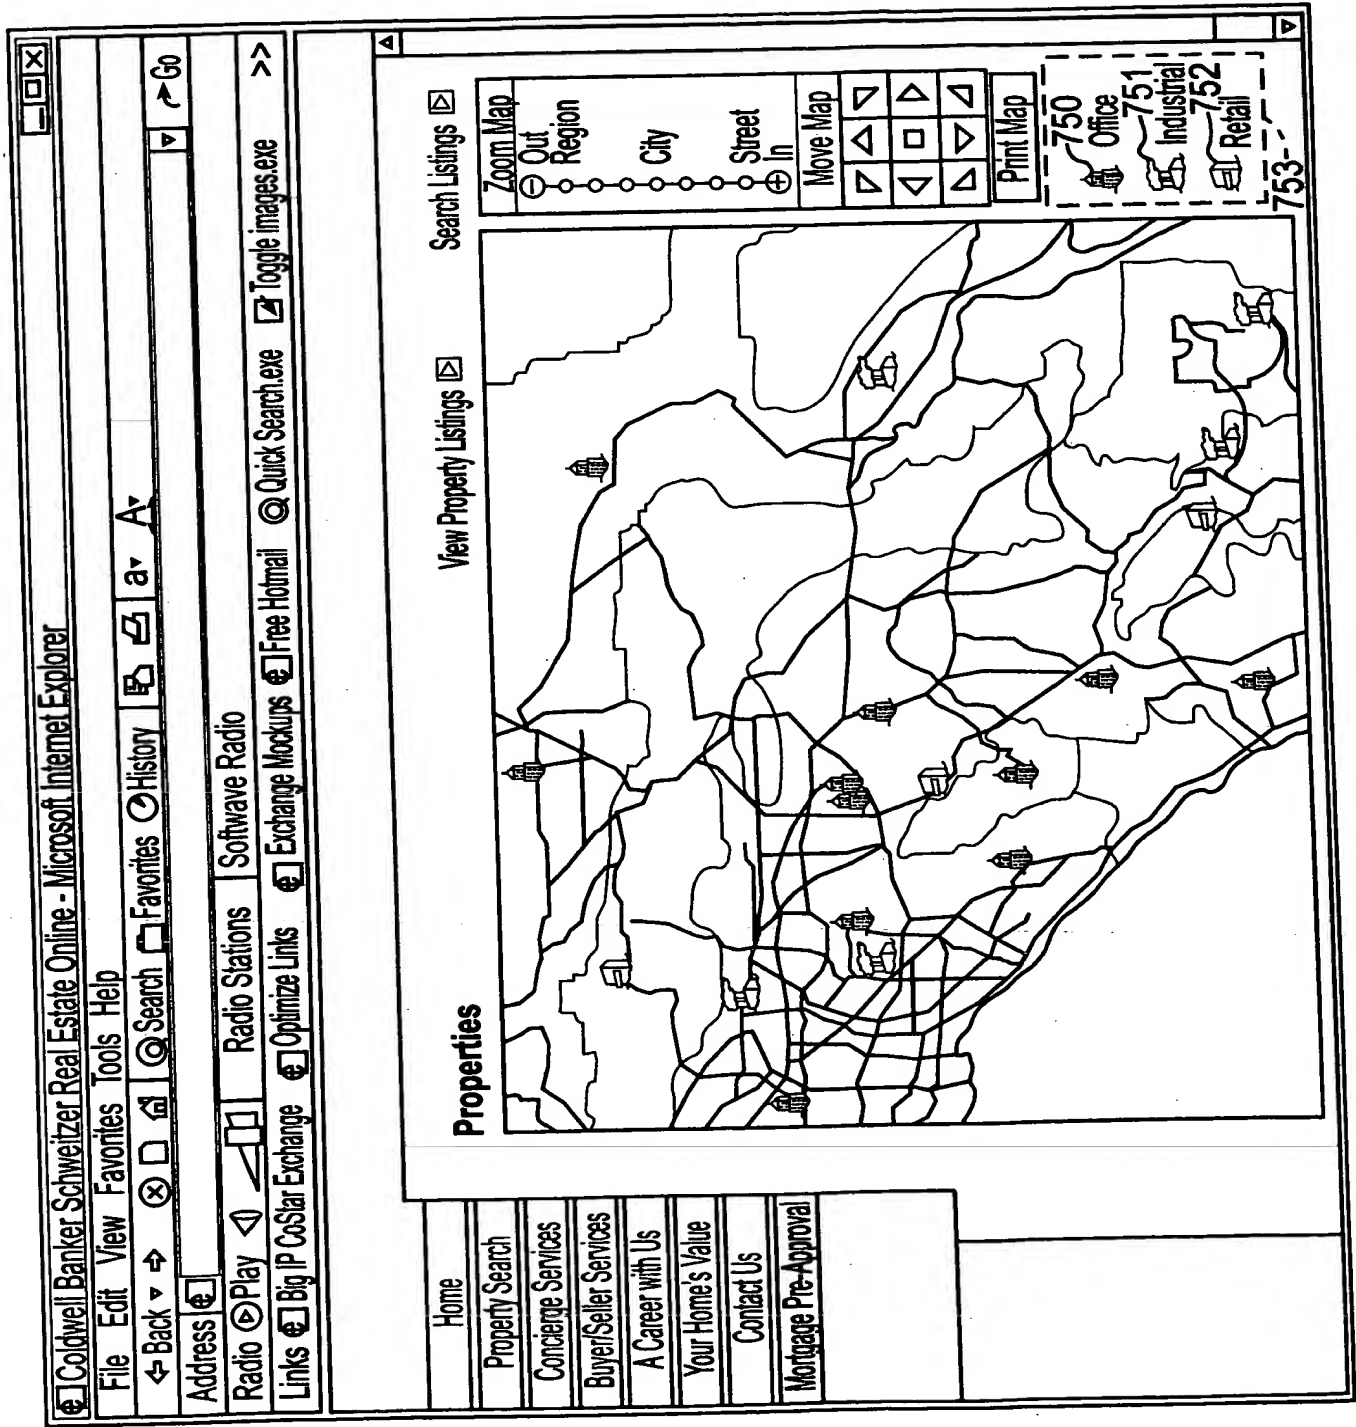 Coldwell Banker Schweitzer Real Estate Online - Microsoft Internet Explorer
File Edit View Favorites Tools Help
Back Search Favorites History a A
Address Go
Radio Play Radio Stations Softwave Radio
Links Big IP CoStar Exchange Optimize Links Exchange Mockups Free Hotmail Quick Search.exe Toggle images.exe >>
Home
Property Search
Concierge Services
Buyer/Seller Services
A Career with Us
Your Home's Value
Contact Us
Mortgage Pre-Approval
View Property Listings Search Listings
Properties
Zoom Map
Out
Region
City
Street
In
Move Map
Print Map
750
Office
751
Industrial
752
Retail
753